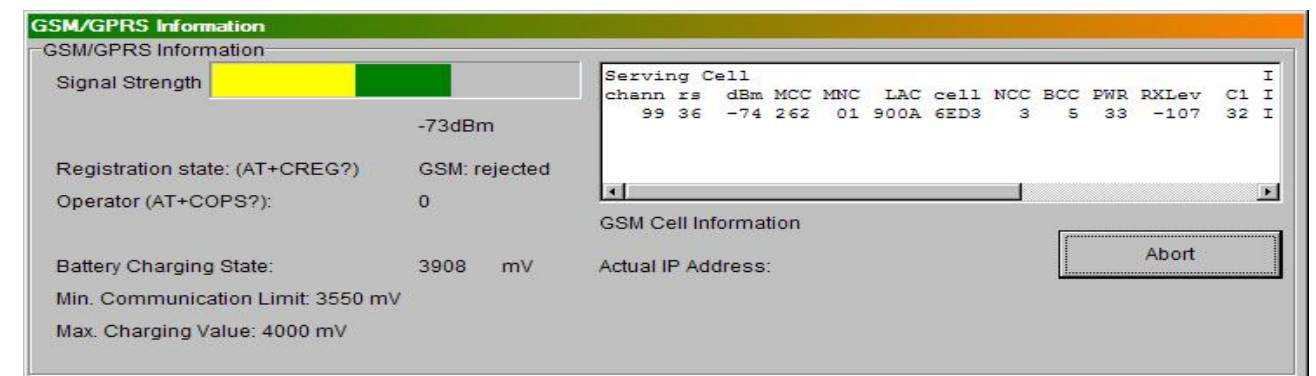 GSM/GPRS Information
GSM/GPRS Information
Signal Strength
-73dBm
Registration state: (AT+CREG?) GSM: rejected
Operator (AT+COPS?): 0
Battery Charging State: 3908 mV
Min. Communication Limit: 3550 mV
Max. Charging Value: 4000 mV
Serving Cell I
chann rs dBm MCC MNC LAC cell NCC BCC PWR RXLev C1 I
99 36 -74 262 01 900A 6ED3 3 5 33 -107 32 I
GSM Cell Information
Actual IP Address:
Abort